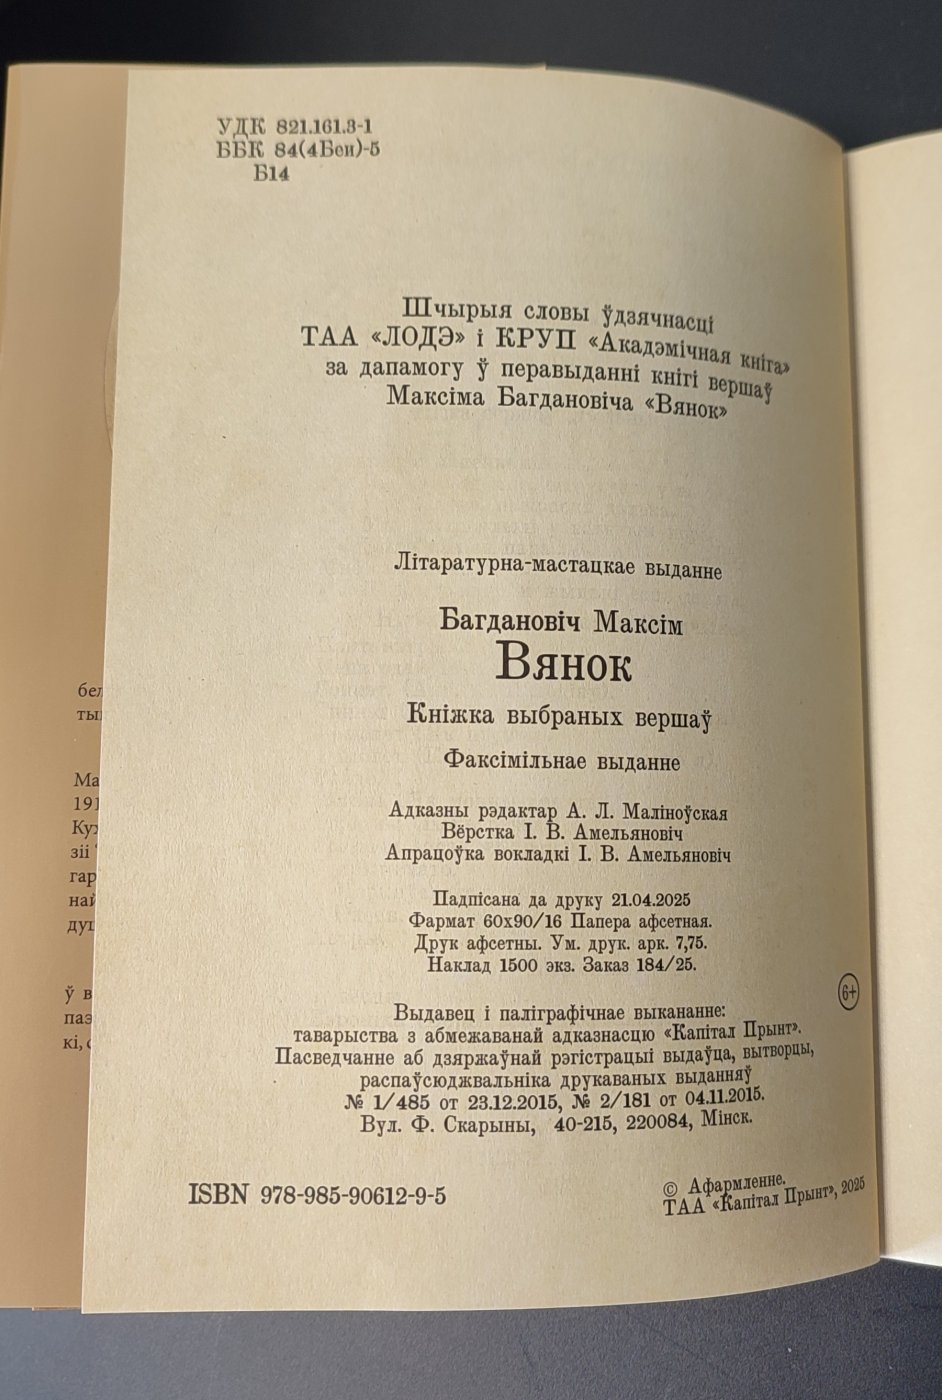 УДК 821.161.3-1
ББК 84(4Беи)-5
Б14
Шчырыя словы ўдзячнасці
ТАА «ЛОДЭ» і КРУП «Акадэмічная кніга»
за дапамогу ў перавыданні кнігі вершаў
Максіма Багдановіча «Вянок»
Літаратурна-мастацкае выданне
Багдановіч Максім
Вянок
Кніжка выбраных вершаў
Факсімільнае выданне
Адказны рэдактар А. Л. Маліноўская
Вёрстка І. В. Амельяновіч
Апрацоўка вокладкі І. В. Амельяновіч
Падпісана да друку 21.04.2025
Фармат 60х90/16 Папера афсетная.
Друк афсетны. Ум. друк. арк. 7,75.
Наклад 1500 экз. Заказ 184/25.
6+
Выдавец і паліграфічнае выкананне:
таварыства з абмежаванай адказнасцю «Капітал Прынт».
Пасведчанне аб дзяржаўнай рэгістрацыі выдаўца, вытворцы,
распаўсюджвальніка друкаваных выданняў
№ 1/485 от 23.12.2015, № 2/181 от 04.11.2015.
Вул. Ф. Скарыны, 40-215, 220084, Мінск.
ISBN 978-985-90612-9-5
© Афармленне.
ТАА «Капітал Прынт», 2025